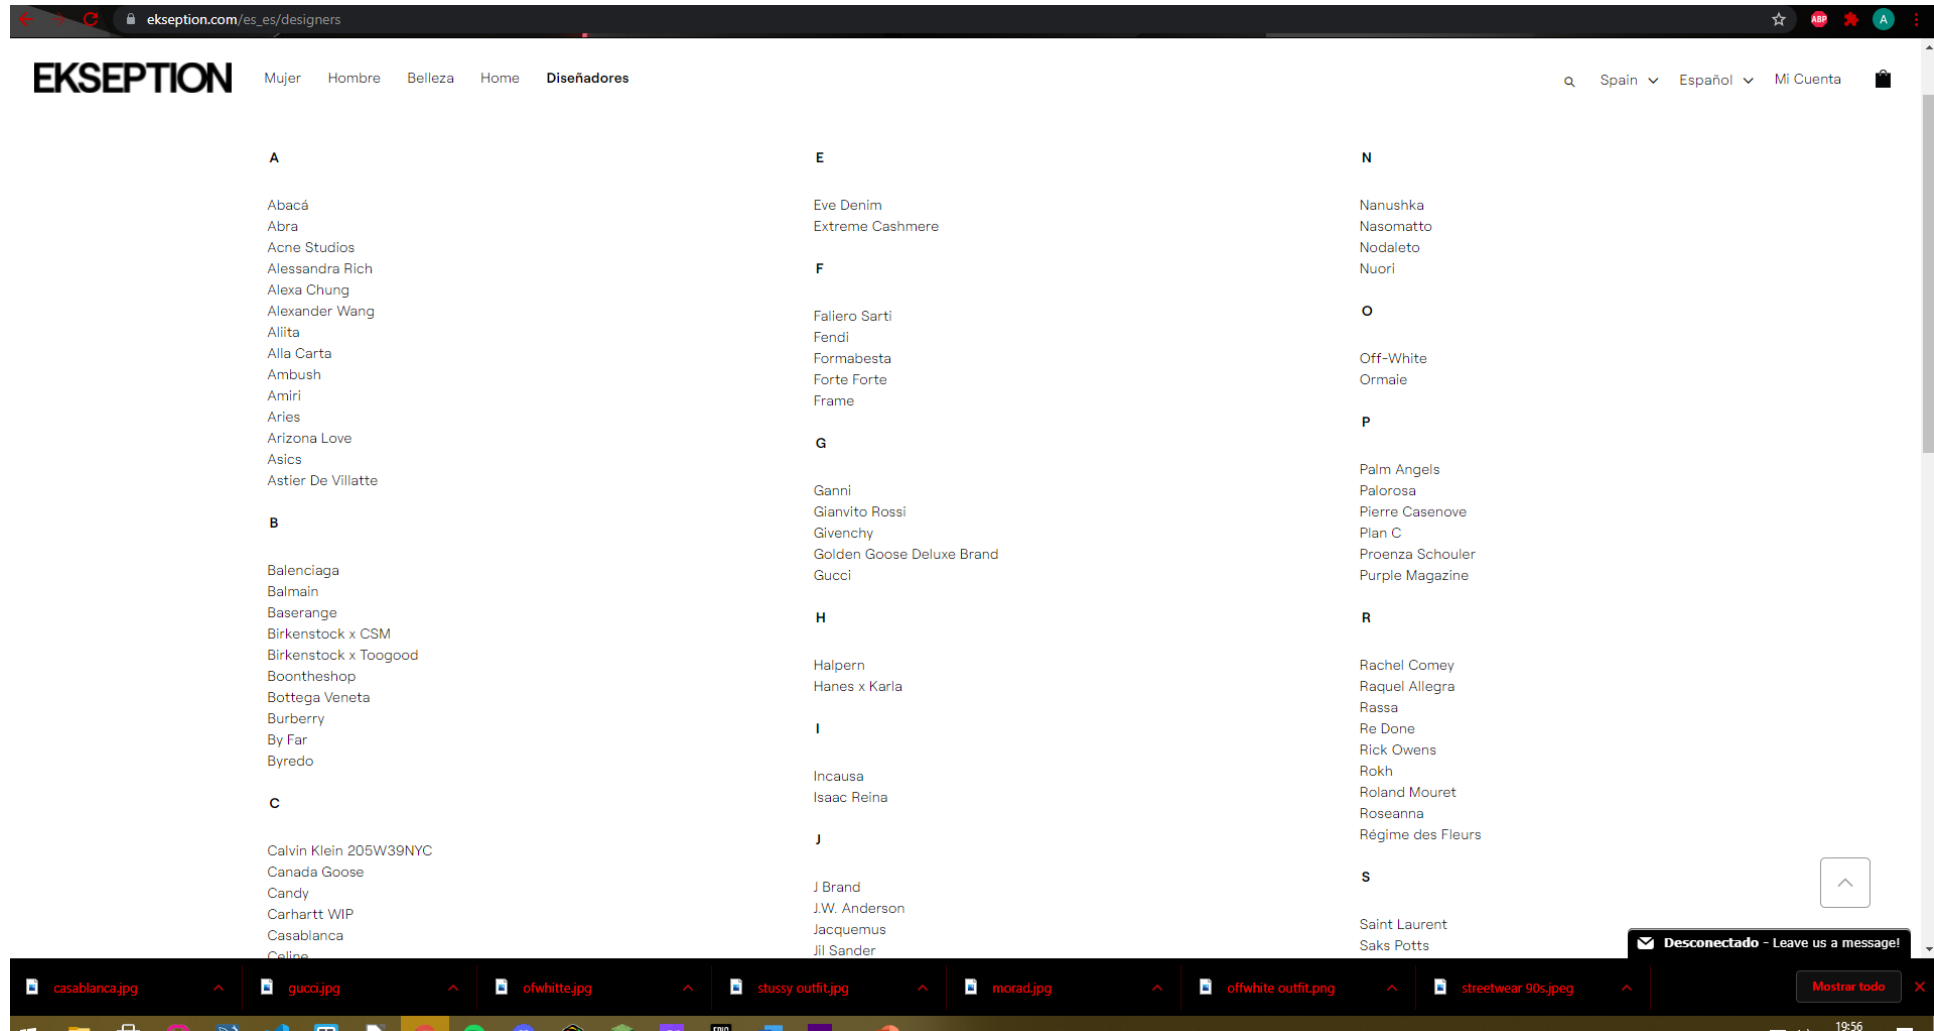 ekseption.com/es_es/designers
ABP
A
EKSEPTION
Mujer
Hombre
Belleza
Home
Diseñadores
Spain
Español
Mi Cuenta
A
Abacá
Abra
Acne Studios
Alessandra Rich
Alexa Chung
Alexander Wang
Aliita
Alla Carta
Ambush
Amiri
Aries
Arizona Love
Asics
Astier De Villatte
B
Balenciaga
Balmain
Baserange
Birkenstock x CSM
Birkenstock x Toogood
Boontheshop
Bottega Veneta
Burberry
By Far
Byredo
C
Calvin Klein 205W39NYC
Canada Goose
Candy
Carhartt WIP
Casablanca
Celine
E
Eve Denim
Extreme Cashmere
F
Faliero Sarti
Fendi
Formabesta
Forte Forte
Frame
G
Ganni
Gianvito Rossi
Givenchy
Golden Goose Deluxe Brand
Gucci
H
Halpern
Hanes x Karla
I
Incausa
Isaac Reina
J
J Brand
J.W. Anderson
Jacquemus
Jil Sander
N
Nanushka
Nasomatto
Nodaleto
Nuori
O
Off-White
Ormaie
P
Palm Angels
Palorosa
Pierre Casenove
Plan C
Proenza Schouler
Purple Magazine
R
Rachel Comey
Raquel Allegra
Rassa
Re Done
Rick Owens
Rokh
Roland Mouret
Roseanna
Régime des Fleurs
S
Saint Laurent
Saks Potts
Desconectado - Leave us a message!
casablanca.jpg
gucci.jpg
ofwhitte.jpg
stussy outfit.jpg
morad.jpg
offwhite outfit.png
streetwear 90s.jpeg
Mostrar todo
EPIC
19:56